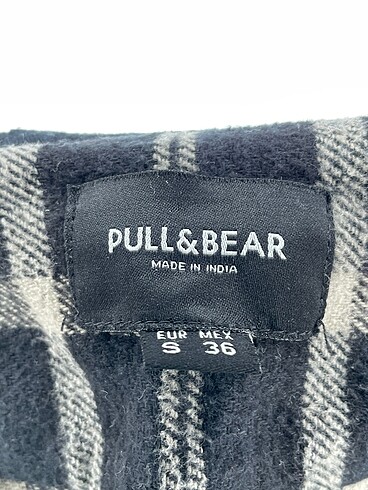 PULL&BEAR
MADE IN INDIA
EUR MEX
S 36